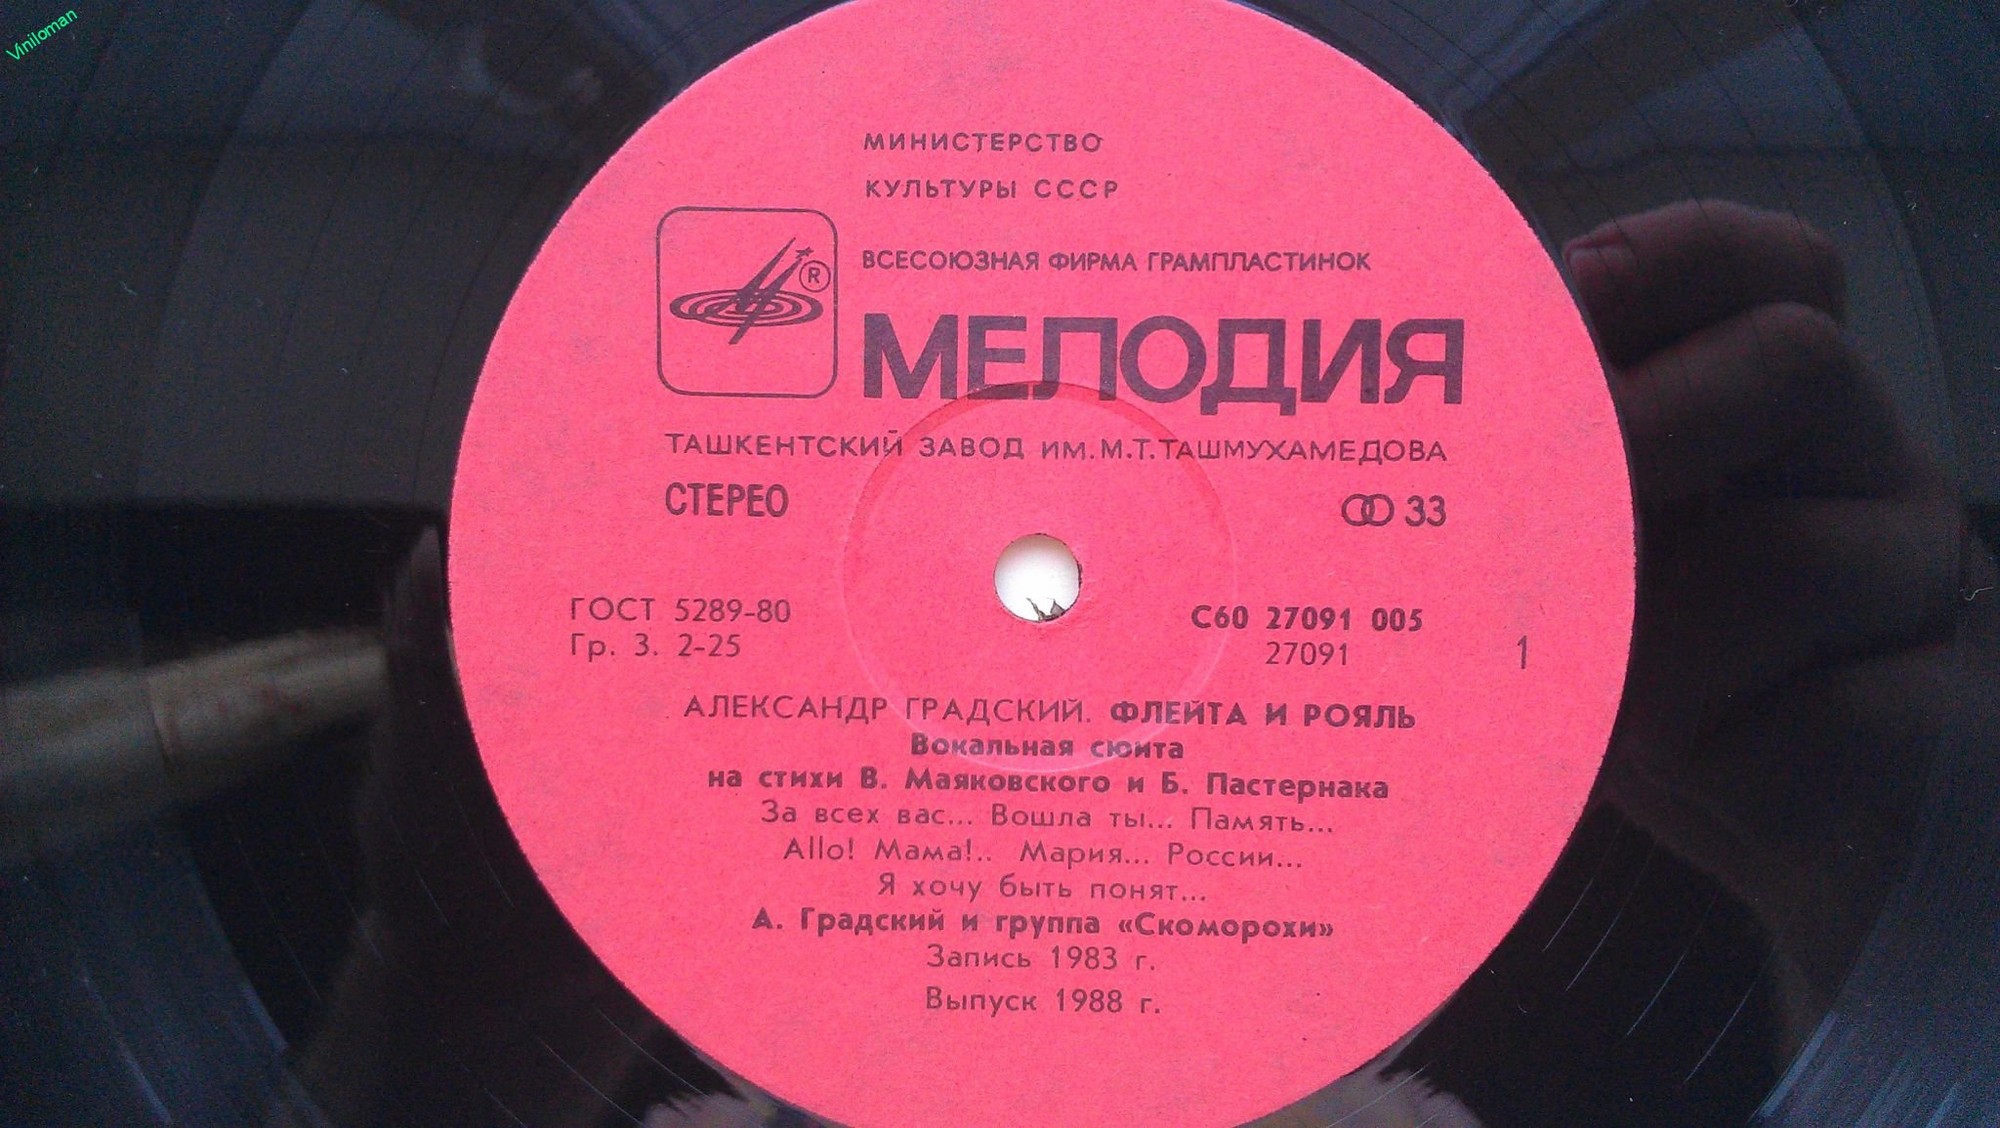 Viniloman
МИНИСТЕРСТВО
КУЛЬТУРЫ СССР
ВСЕСОЮЗНАЯ ФИРМА ГРАМПЛАСТИНОК
®
МЕЛОДИЯ
ТАШКЕНТСКИЙ ЗАВОД ИМ. М.Т. ТАШМУХАМЕДОВА
СТЕРЕО 33
ГОСТ 5289-80 С60 27091 005
Гр. 3. 2-25 27091 1
АЛЕКСАНДР ГРАДСКИЙ. ФЛЕЙТА И РОЯЛЬ
Вокальная сюита
на стихи В. Маяковского и Б. Пастернака
За всех вас... Вошла ты... Память...
Allo! Мама!.. Мария... России...
Я хочу быть понят...
А. Градский и группа «Скоморохи»
Запись 1983 г.
Выпуск 1988 г.